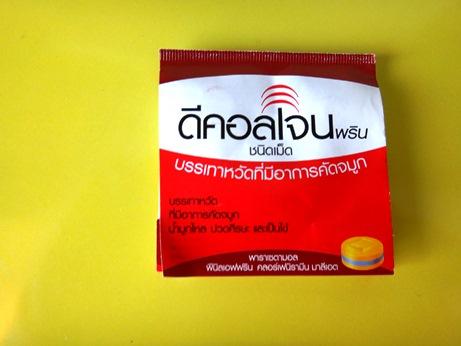 ดีคอลเจนพริน
ชนิดเม็ด
บรรเทาหวัดที่มีอาการคัดจมูก
บรรเทาหวัด
ที่มีอาการคัดจมูก
น้ำมูกไหล ปวดศีรษะ และเป็นไข้
พาราเซตามอล
ฟีนิลเอฟฟริน คลอร์เฟนิรามีน มาลีเอต